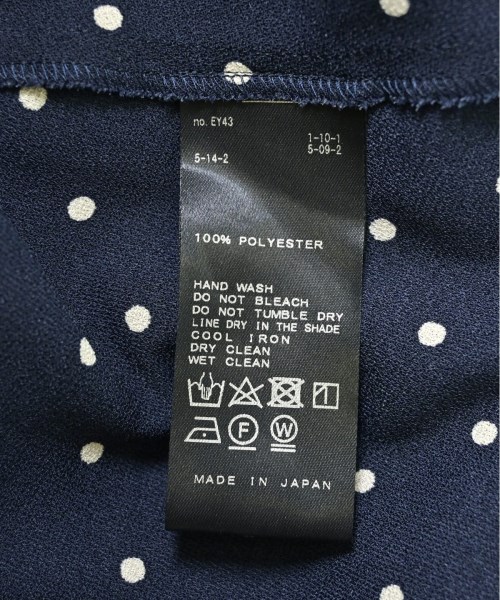 no. EY43
1-10-1
5-09-2
5-14-2
100% POLYESTER
HAND WASH
DO NOT BLEACH
DO NOT TUMBLE DRY
LINE DRY IN THE SHADE
COOL IRON
DRY CLEAN
WET CLEAN
F W
MADE IN JAPAN